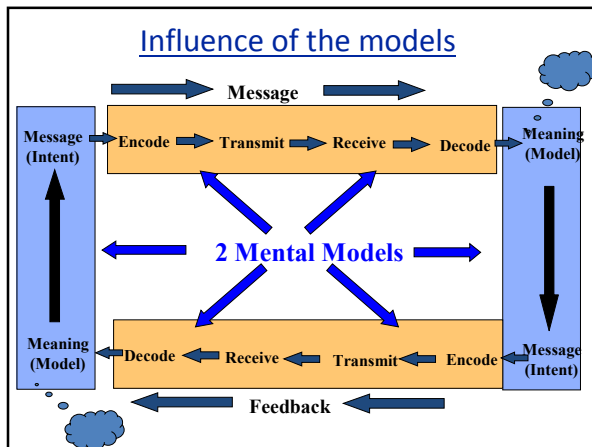 Influence of the models
Message
Message
(Intent)
Encode
Transmit
Receive
Decode
Meaning
(Model)
2 Mental Models
Meaning
(Model)
Decode
Receive
Transmit
Encode
Message
(Intent)
Feedback